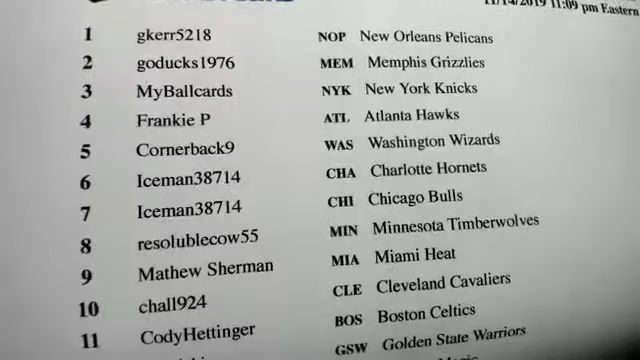 11/14/2019 11:09 pm Eastern
1 gkerr5218 NOP New Orleans Pelicans
2 goducks1976 MEM Memphis Grizzlies
3 MyBallcards NYK New York Knicks
4 Frankie P ATL Atlanta Hawks
5 Cornerback9 WAS Washington Wizards
6 Iceman38714 CHA Charlotte Hornets
7 Iceman38714 CHI Chicago Bulls
8 resolublecow55 MIN Minnesota Timberwolves
9 Mathew Sherman MIA Miami Heat
10 chall924 CLE Cleveland Cavaliers
11 CodyHettinger BOS Boston Celtics
GSW Golden State Warriors